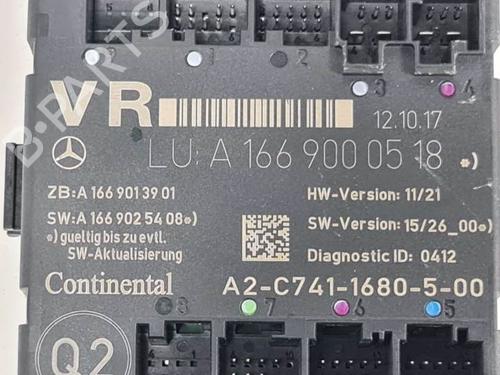 2 1 2 3 4
VR
12.10.17
LU: A 166 900 05 18 *)
ZB: A 166 901 39 01
HW-Version: 11/21
SW: A 166 902 54 08*)
SW-Version: 15/26_00*)
*) gueltig bis zu evtl.
SW-Aktualisierung
Diagnostic ID: 0412
Continental
A2-C741-1680-5-00
8 7 6 5
Q2
B-PARTS